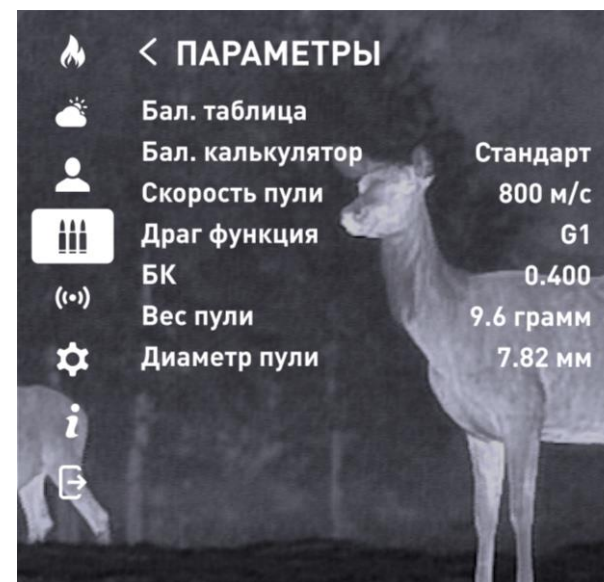 < ПАРАМЕТРЫ
Бал. таблица
Бал. калькулятор Стандарт
Скорость пули 800 м/с
Драг функция G1
БК 0.400
Вес пули 9.6 грамм
Диаметр пули 7.82 мм